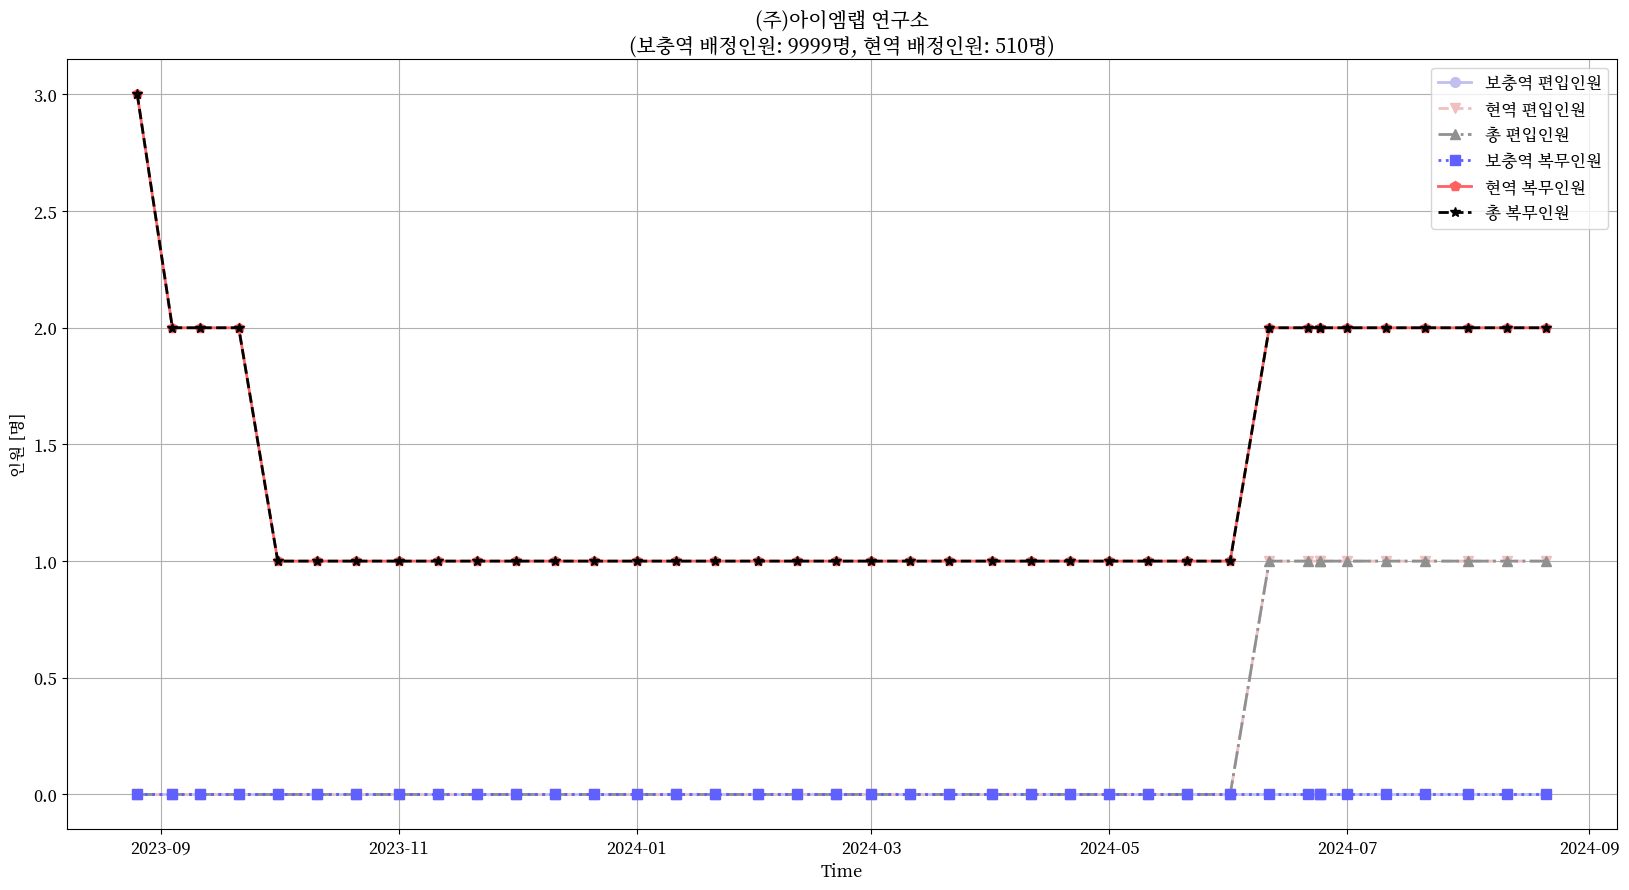 (주)아이엠랩 연구소
(보충역 배정인원: 9999명, 현역 배정인원: 510명)
보충역 편입인원
현역 편입인원
총 편입인원
보충역 복무인원
현역 복무인원
총 복무인원
인원 [명]
3.0
2.5
2.0
1.5
1.0
0.5
0.0
2023-09
2023-11
2024-01
2024-03
2024-05
2024-07
2024-09
Time